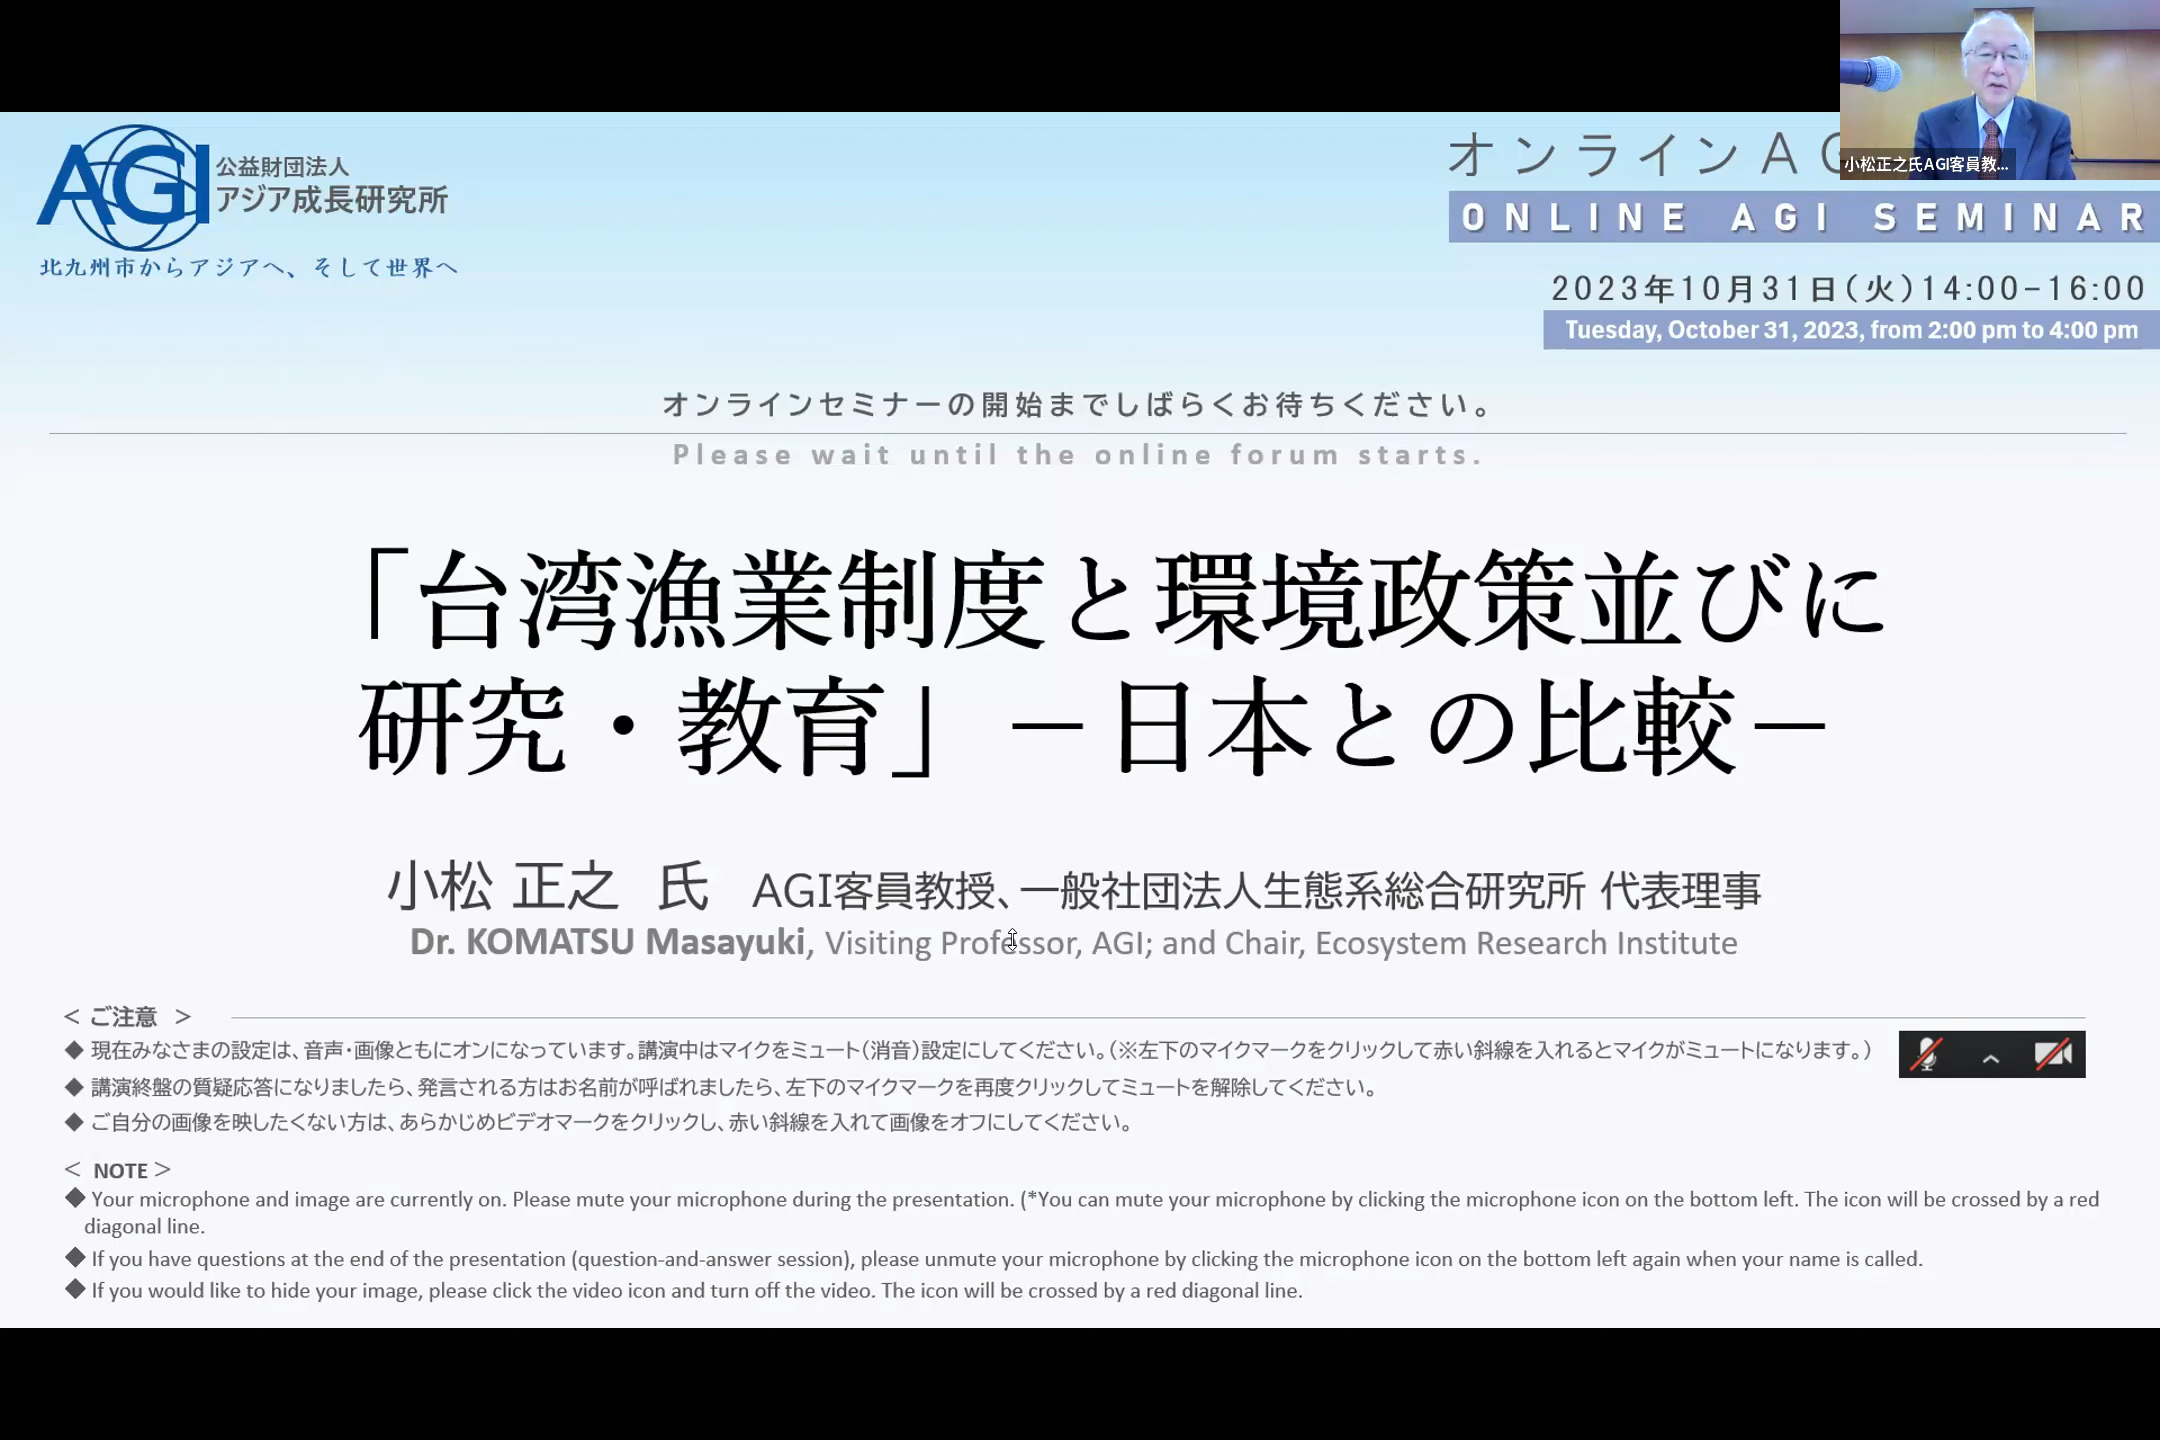 AGI
公益財団法人
アジア成長研究所
北九州市からアジアへ、そして世界へ
オンラインAG
小松正之氏AGI客員教...
ONLINE AGI SEMINAR
2023年10月31日(火)14:00-16:00
Tuesday, October 31, 2023, from 2:00 pm to 4:00 pm
オンラインセミナーの開始までしばらくお待ちください。
Please wait until the online forum starts.
「台湾漁業制度と環境政策並びに
研究・教育」－日本との比較－
小松 正之 氏 AGI客員教授、一般社団法人生態系総合研究所 代表理事
Dr. KOMATSU Masayuki, Visiting Professor, AGI; and Chair, Ecosystem Research Institute
< ご注意 >
◆ 現在みなさまの設定は、音声・画像ともにオンになっています。講演中はマイクをミュート(消音)設定にしてください。(※左下のマイクマークをクリックして赤い斜線を入れるとマイクがミュートになります。)
◆ 講演終盤の質疑応答になりましたら、発言される方はお名前が呼ばれましたら、左下のマイクマークを再度クリックしてミュートを解除してください。
◆ ご自分の画像を映したくない方は、あらかじめビデオマークをクリックし、赤い斜線を入れて画像をオフにしてください。
< NOTE >
◆ Your microphone and image are currently on. Please mute your microphone during the presentation. (*You can mute your microphone by clicking the microphone icon on the bottom left. The icon will be crossed by a red
diagonal line.
◆ If you have questions at the end of the presentation (question-and-answer session), please unmute your microphone by clicking the microphone icon on the bottom left again when your name is called.
◆ If you would like to hide your image, please click the video icon and turn off the video. The icon will be crossed by a red diagonal line.